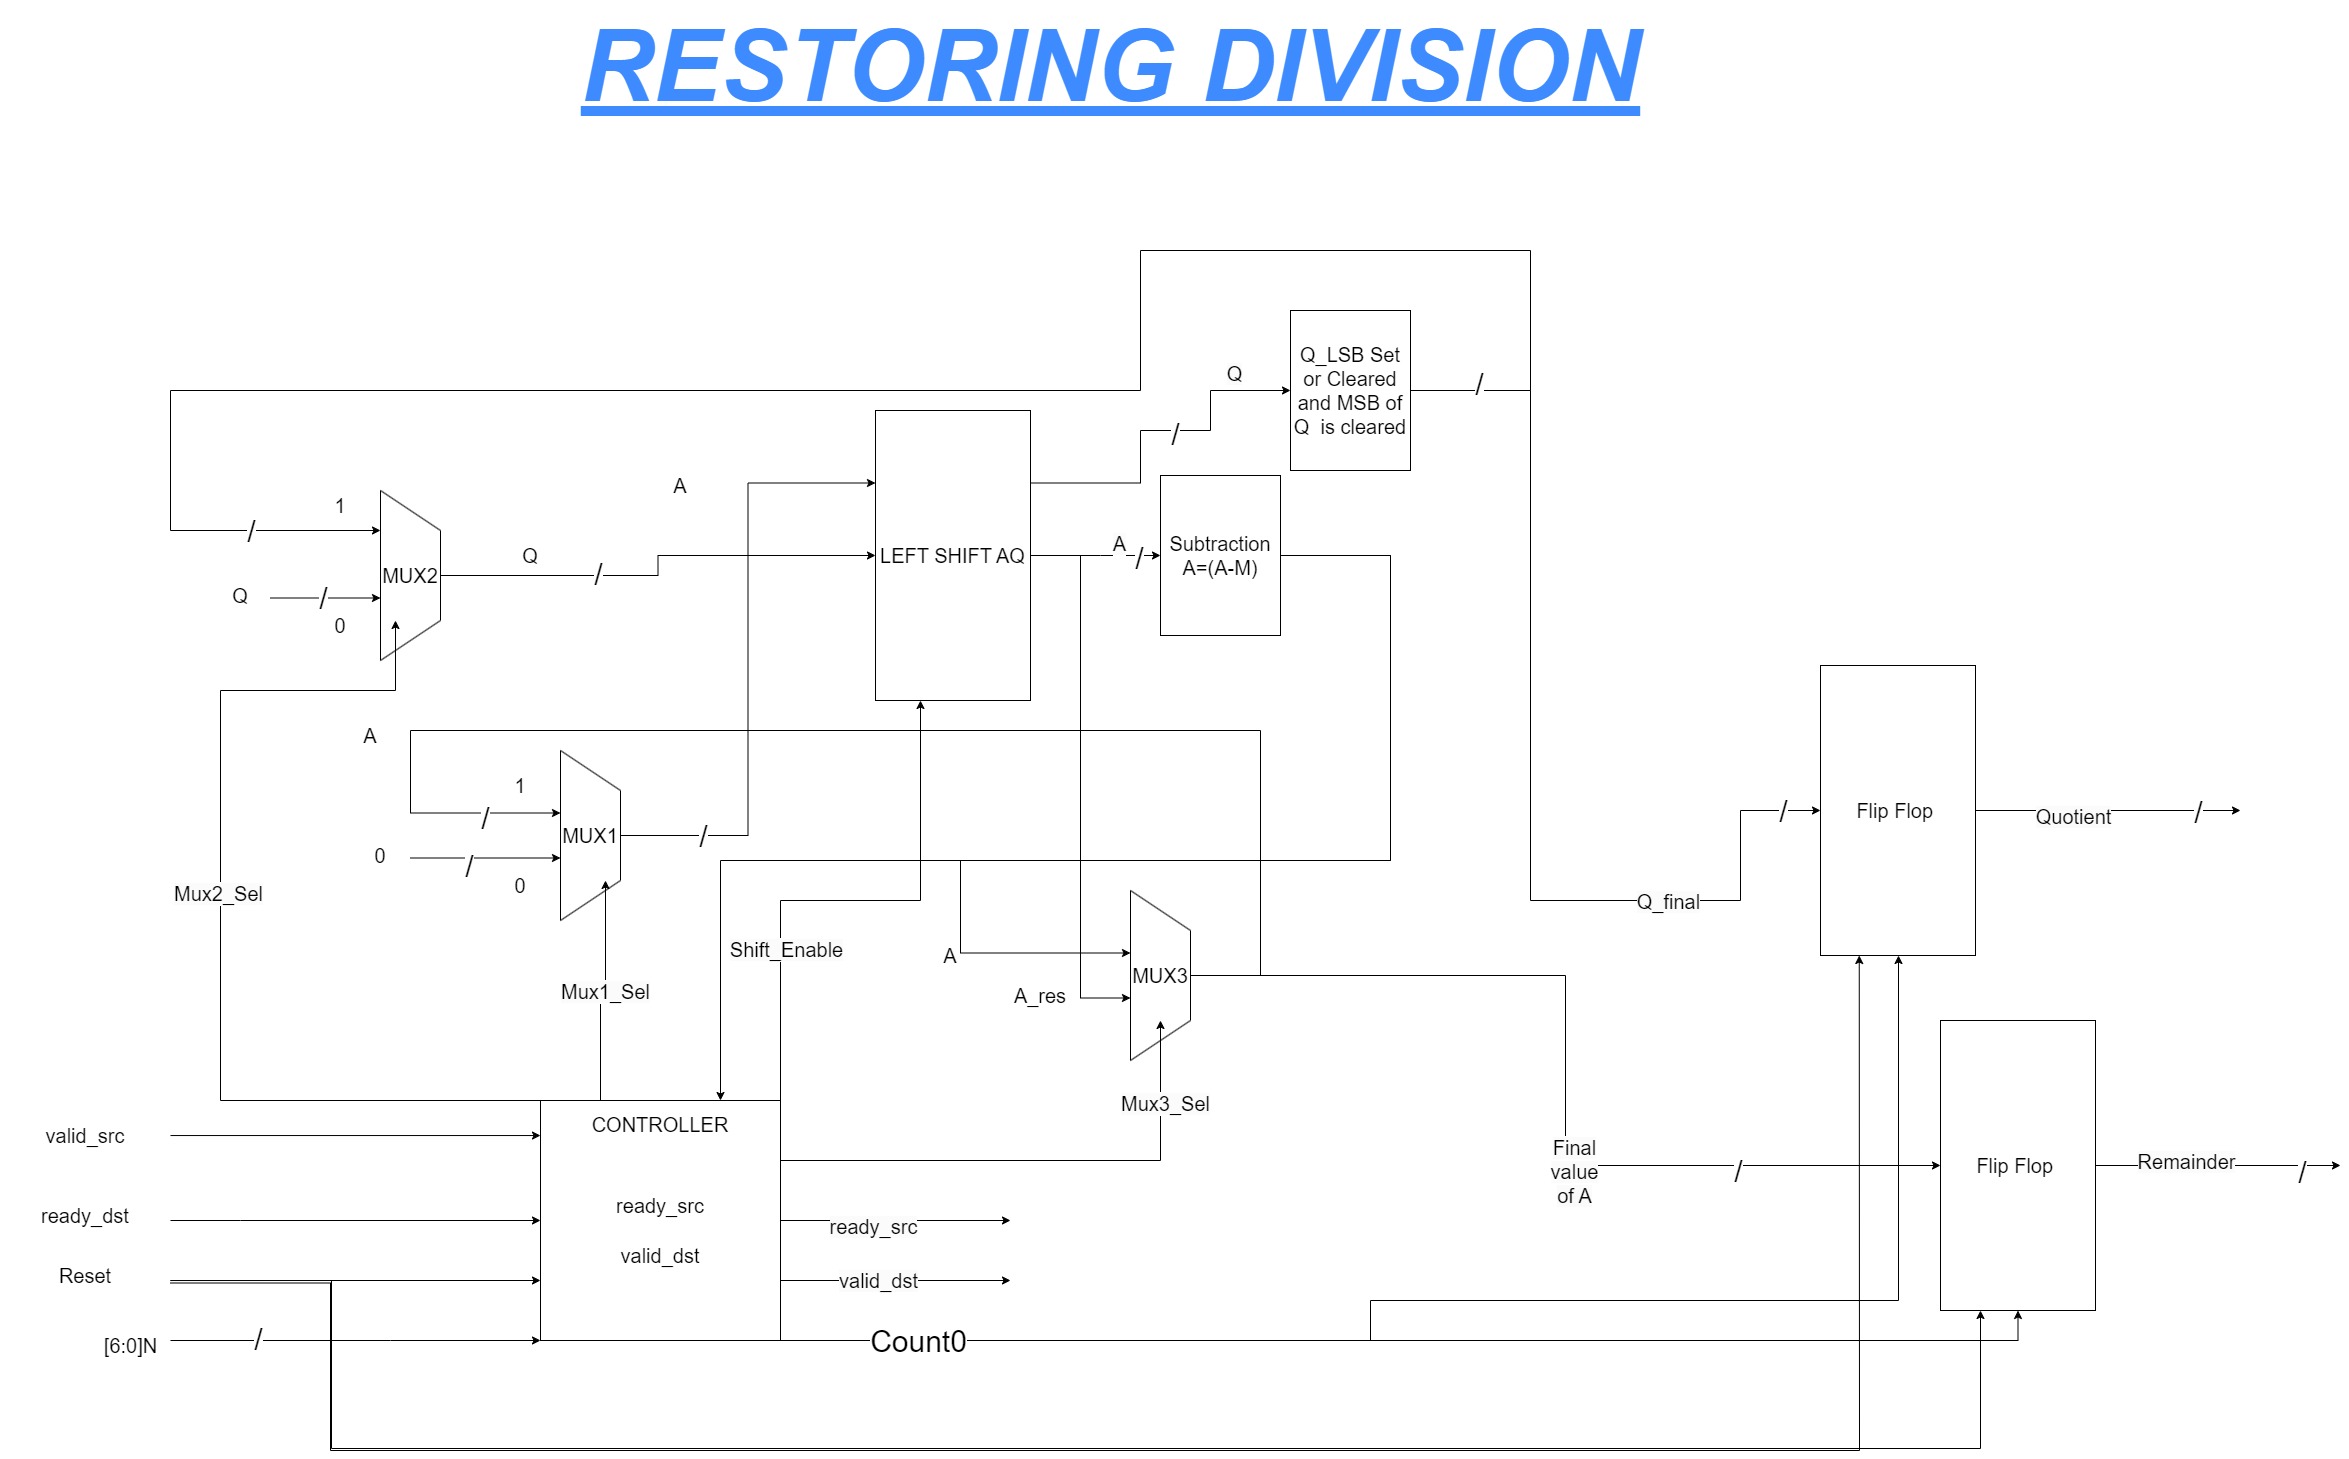 RESTORING DIVISION
Q_LSB Set
or Cleared
and MSB of
Q is cleared
Q
/
/
A
1
/
MUX2
Q
/
Q
/
0
LEFT SHIFT AQ
A
/
Subtraction
A=(A-M)
A
1
/
MUX1
/
0
/
0
Mux2_Sel
Mux1_Sel
Shift_Enable
A
MUX3
A_res
Mux3_Sel
Q_final
/
Flip Flop
Quotient
/
Final
value
of A
/
Flip Flop
Remainder
/
CONTROLLER
valid_src
ready_dst
ready_src
ready_src
Reset
valid_dst
valid_dst
[6:0]N
/
Count0